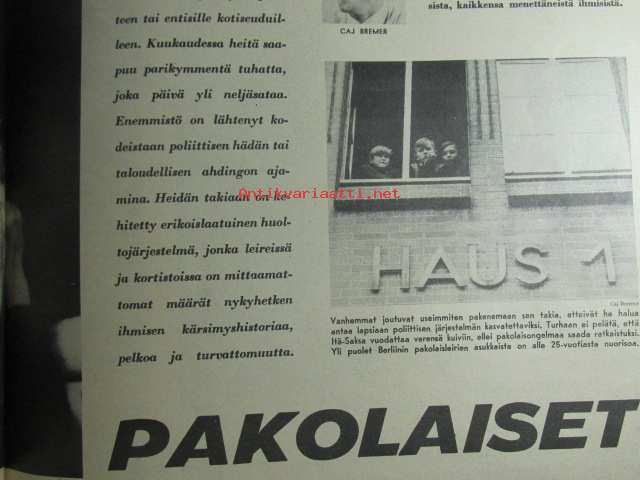 teen tai entisille kotiseuduil-
leen. Kuukaudessa heitä saa-
puu parikymmentä tuhatta,
joka päivä yli neljäsataa.
Enemmistö on lähtenyt ko-
deistaan poliittisen hädän tai
taloudellisen ahdingon aja-
mina. Heidän takiaan on ke-
hitetty erikoislaatuinen huol-
tojärjestelmä, jonka leireissä
ja kortistoissa on mittaamat-
tomat määrät nykyhetken
ihmisen kärsimyshistoriaa,
pelkoa ja turvattomuutta.
CAJ BREMER
sista, kaikkensa menettäneistä ihmisistä.
Antikvariaatti.net
HAUS 1
Caj Bremer
Vanhemmat joutuvat useimmiten pakenemaan sen takia, etteivät he halua
antaa lapsiaan poliittisen järjestelmän kasvatettaviksi. Turhaan ei pelätä, että
Itä-Saksa vuodattaa verensä kuiviin, ellei pakolaisongelmaa saada ratkaistuksi.
Yli puolet Berliinin pakolaisleirien asukkaista on alle 25-vuotiasta nuorisoa.
PAKOLAISET